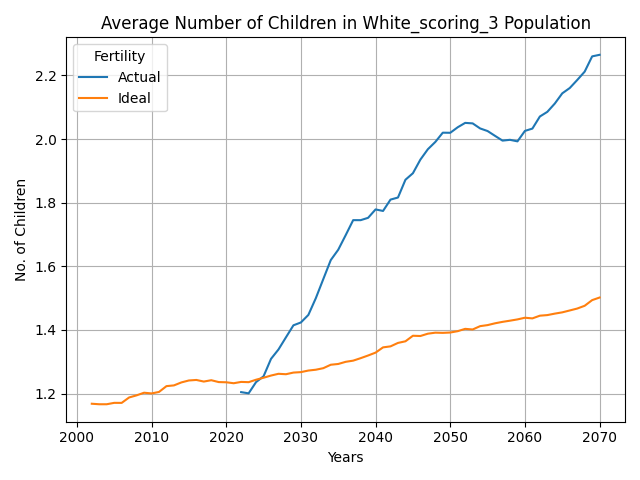 Average Number of Children in White_scoring_3 Population
Fertility
Actual
Ideal
No. of Children
2.2
2.0
1.8
1.6
1.4
1.2
2000 2010 2020 2030 2040 2050 2060 2070
Years